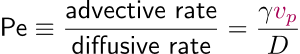 Pe ≡ advective rate / diffusive rate = γv_p / D